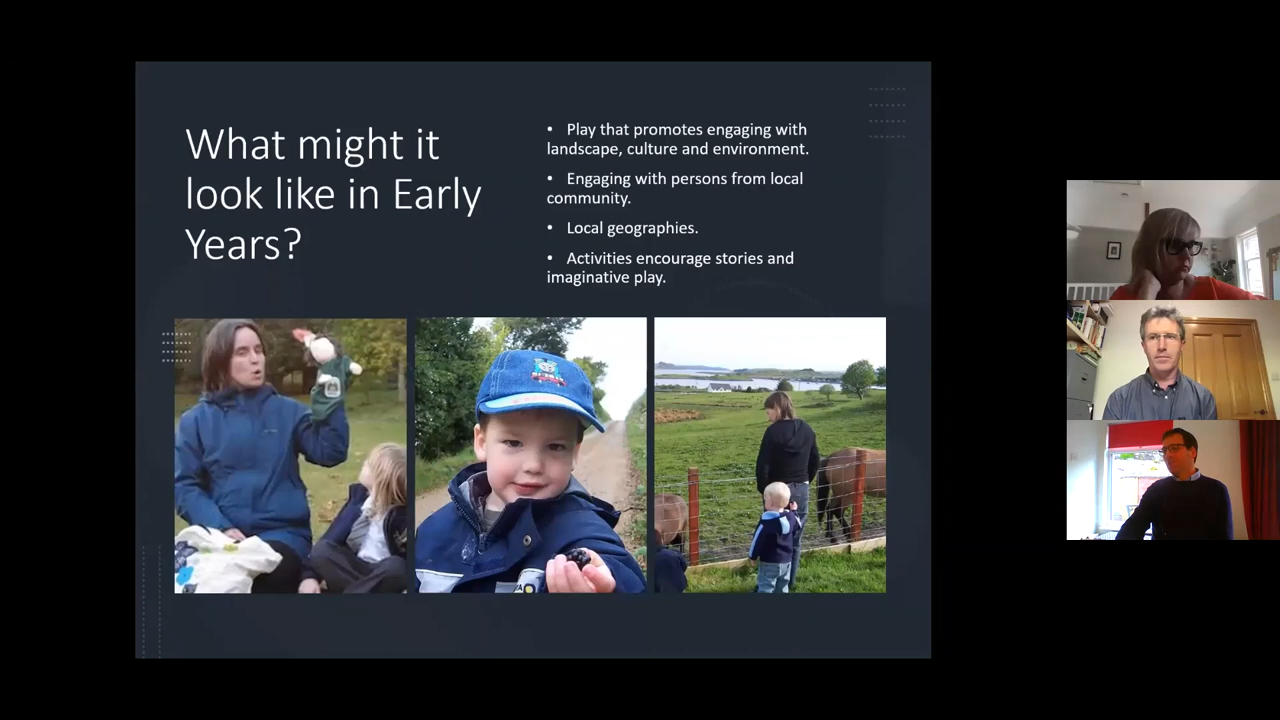 What might it
look like in Early
Years?
• Play that promotes engaging with
landscape, culture and environment.
• Engaging with persons from local
community.
• Local geographies.
• Activities encourage stories and
imaginative play.